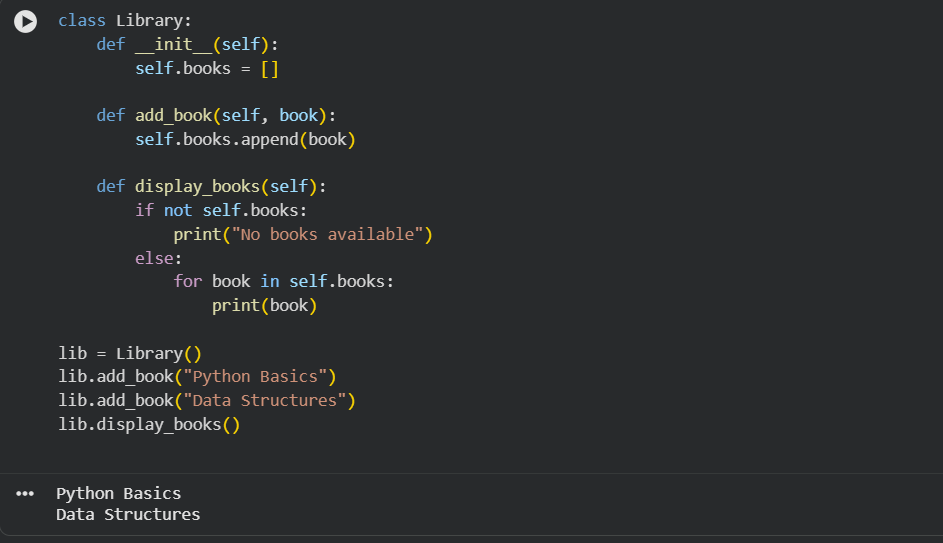 class Library:
    def __init__(self):
        self.books = []

    def add_book(self, book):
        self.books.append(book)

    def display_books(self):
        if not self.books:
            print("No books available")
        else:
            for book in self.books:
                print(book)

lib = Library()
lib.add_book("Python Basics")
lib.add_book("Data Structures")
lib.display_books()

Python Basics
Data Structures